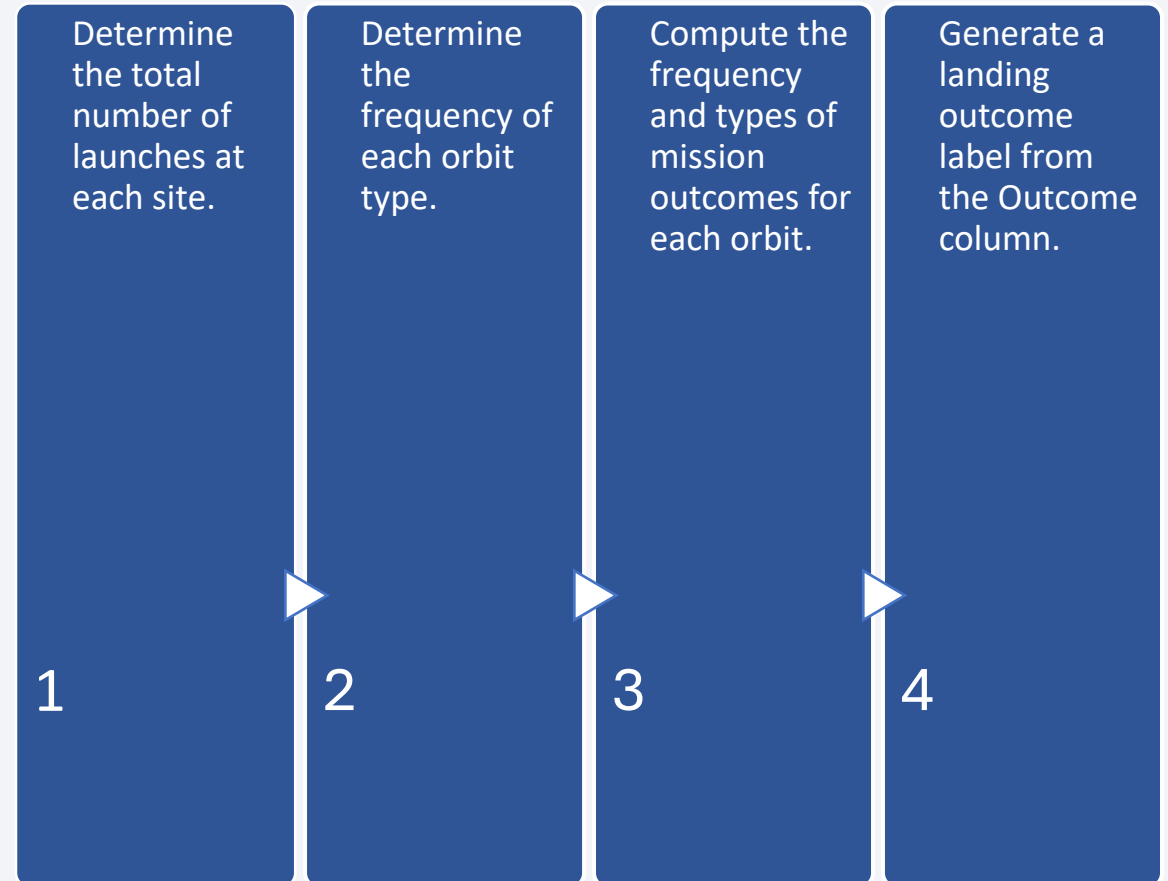 Determine
the total
number of
launches at
each site.
1
Determine
the
frequency of
each orbit
type.
2
Compute the
frequency
and types of
mission
outcomes for
each orbit.
3
Generate a
landing
outcome
label from
the Outcome
column.
4